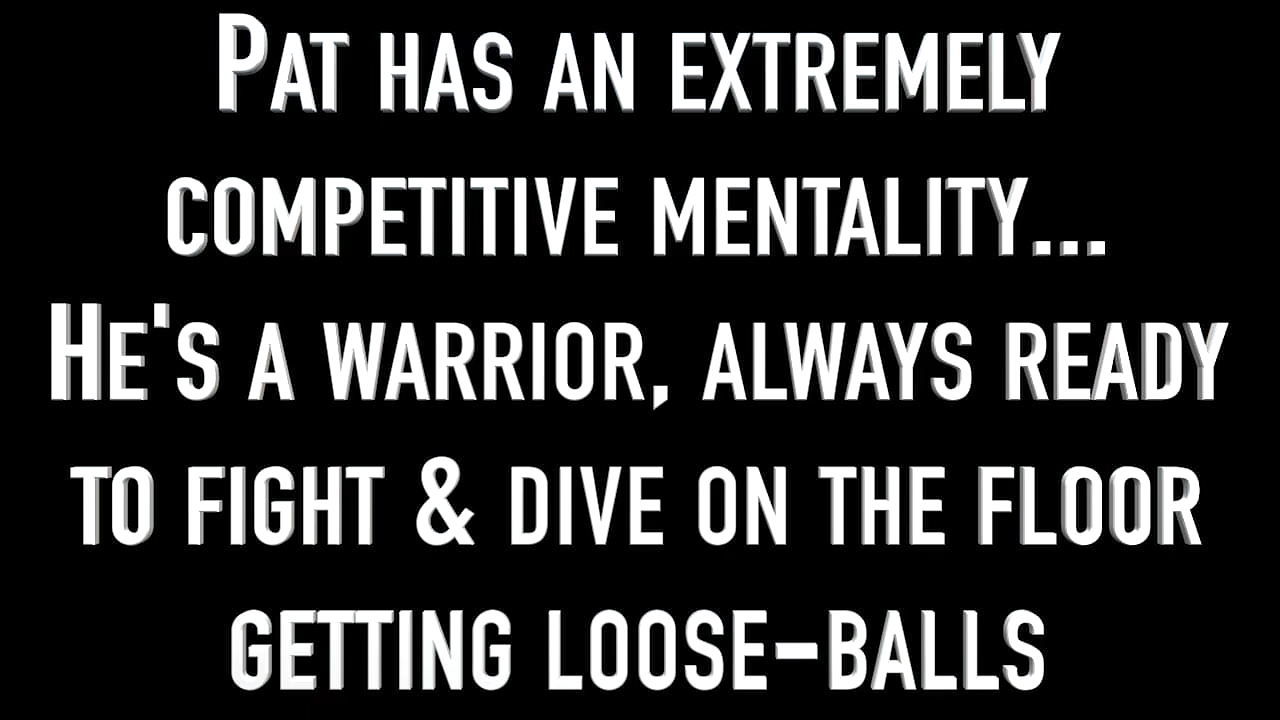 Pat has an extremely
competitive mentality...
He's a warrior, always ready
to fight & dive on the floor
getting loose-balls